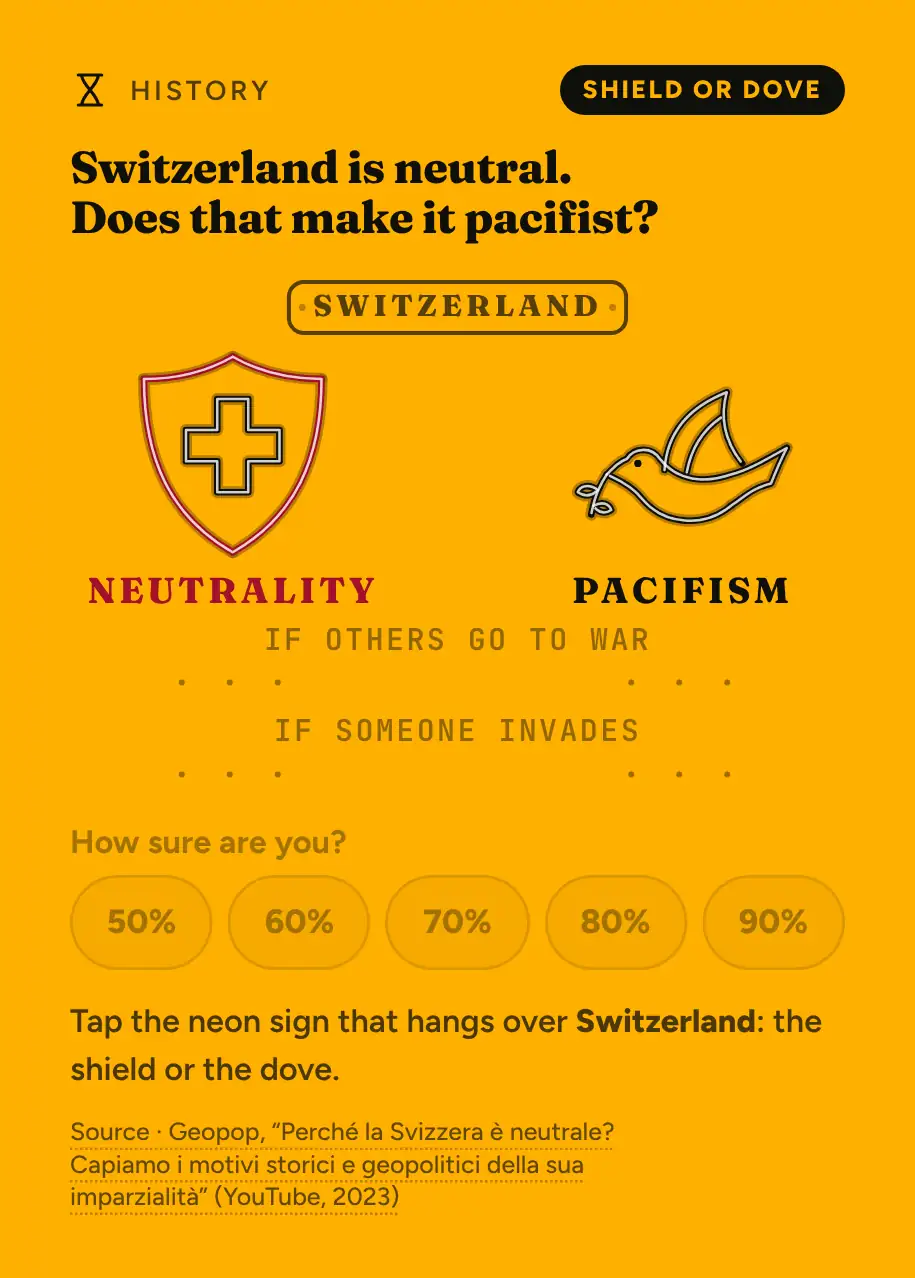 HISTORY
SHIELD OR DOVE
Switzerland is neutral.
Does that make it pacifist?
· SWITZERLAND ·
NEUTRALITY
PACIFISM
IF OTHERS GO TO WAR
· · ·
· · ·
IF SOMEONE INVADES
· · ·
· · ·
How sure are you?
50%
60%
70%
80%
90%
Tap the neon sign that hangs over Switzerland: the
shield or the dove.
Source · Geopop, “Perché la Svizzera è neutrale?
Capiamo i motivi storici e geopolitici della sua
imparzialità” (YouTube, 2023)